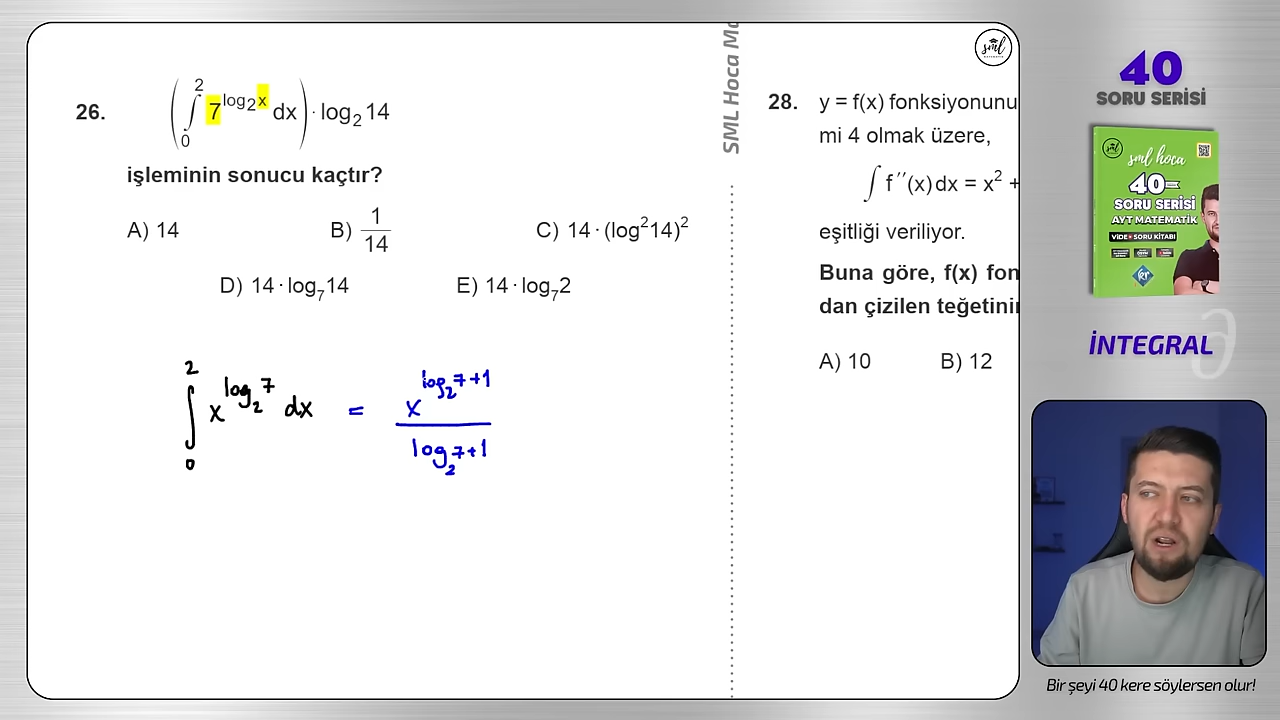 26. (∫₀² 7^(log₂x) dx) · log₂14
işleminin sonucu kaçtır?
A) 14 B) 1/14 C) 14 · (log²14)²
D) 14 · log₇14 E) 14 · log₇2
∫₀² x^(log₂7) dx = x^(log₂7+1) / log₂7+1
SML Hoca Ma
28. y = f(x) fonksiyonunu
mi 4 olmak üzere,
∫ f″(x)dx = x² +
eşitliği veriliyor.
Buna göre, f(x) fon
dan çizilen teğetinin
A) 10 B) 12
sml
40
SORU SERİSİ
sml hoca
40
SORU SERİSİ
AYT MATEMATİK
VİDEO SORU KİTABI
İNTEGRAL
Bir şeyi 40 kere söylersen olur!